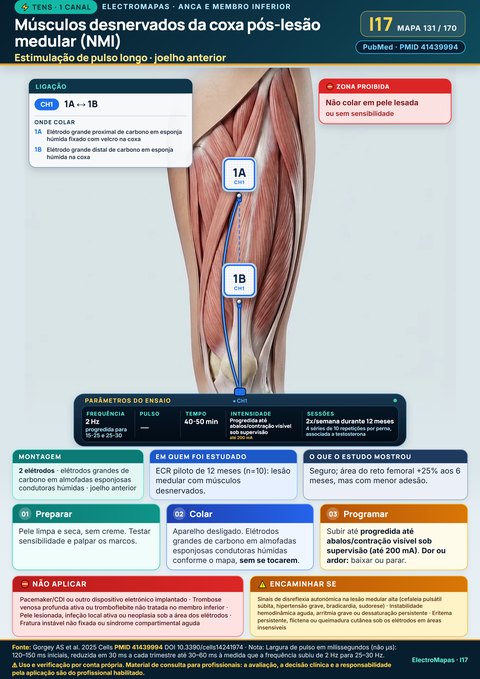 TENS · 1 CANAL ELECTROMAPAS · ANCA E MEMBRO INFERIOR
Músculos desnervados da coxa pós-lesão
medular (NMI)
Estimulação de pulso longo · joelho anterior
I17 MAPA 131 / 170
PubMed · PMID 41439994
LIGAÇÃO
CH1 1A ↔ 1B
ONDE COLAR
1A Elétrodo grande proximal de carbono em esponja
húmida fixado com velcro na coxa
1B Elétrodo grande distal de carbono em esponja
húmida na coxa
ZONA PROIBIDA
Não colar em pele lesada
ou sem sensibilidade
1A
CH1
1B
CH1
CH1
PARÂMETROS DO ENSAIO
FREQUÊNCIA
2 Hz
progredida para
15-25 e 25-30
PULSO
—
TEMPO
40-50 min
INTENSIDADE
Progredida até
abalos/contração visível
sob supervisão
até 200 mA
SESSÕES
2x/semana durante 12 meses
4 séries de 10 repetições por perna,
associada a testosterona
MONTAGEM
2 elétrodos · elétrodos grandes de
carbono em almofadas esponjosas
condutoras húmidas · joelho anterior
EM QUEM FOI ESTUDADO
ECR piloto de 12 meses (n=10): lesão
medular com músculos
desnervados.
O QUE O ESTUDO MOSTROU
Seguro; área do reto femoral +25% aos 6
meses, mas com menor adesão.
01 Preparar
Pele limpa e seca, sem creme. Testar
sensibilidade e palpar os marcos.
02 Colar
Aparelho desligado. Elétrodos
grandes de carbono em almofadas
esponjosas condutoras húmidas
conforme o mapa, sem se tocarem.
03 Programar
Subir até progredida até
abalos/contração visível sob
supervisão (até 200 mA). Dor ou
ardor: baixar ou parar.
NÃO APLICAR
Pacemaker/CDI ou outro dispositivo eletrónico implantado · Trombose
venosa profunda ativa ou tromboflebite não tratada no membro inferior ·
Pele lesionada, infeção local ativa ou neoplasia sob a área dos elétrodos ·
Fratura instável não fixada ou síndrome compartimental aguda
ENCAMINHAR SE
Sinais de disreflexia autonómica na lesão medular alta (cefaleia pulsátil
súbita, hipertensão grave, bradicardia, sudorese) · Instabilidade
hemodinâmica aguda, arritmia grave ou dessaturação persistente · Eritema
persistente, flictena ou queimadura cutânea sob os elétrodos em áreas
insensíveis
Fonte: Gorgey AS et al. 2025 Cells PMID 41439994 DOI 10.3390/cells14241974 · Nota: Largura de pulso em milissegundos (não µs):
120–150 ms iniciais, reduzida em 30 ms a cada trimestre até 30–60 ms à medida que a frequência subiu de 2 Hz para 25–30 Hz.
⚠ Uso e verificação por conta própria. Material de consulta para profissionais: a avaliação, a decisão clínica e a responsabilidade
pela aplicação são do profissional habilitado.
ElectroMapas · I17